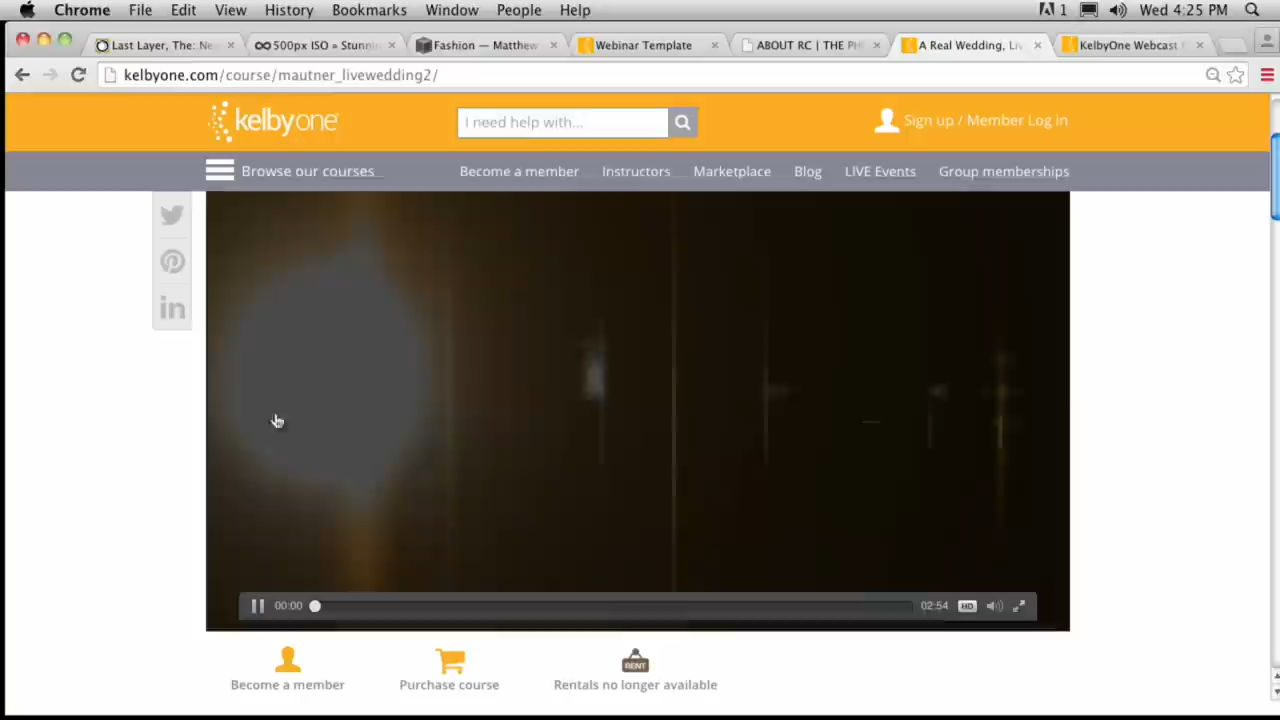 Chrome File Edit View History Bookmarks Window People Help 1 Wed 4:25 PM
Last Layer, The: Ne × 500px ISO » Stunnin × Fashion — Matthew × Webinar Template × ABOUT RC | THE PH × A Real Wedding, Liv × KelbyOne Webcast ×
kelbyone.com/course/mautner_livewedding2/
kelbyone I need help with... Sign up / Member Log in
Browse our courses Become a member Instructors Marketplace Blog LIVE Events Group memberships
in
00:00 02:54 HD
RENT
Become a member Purchase course Rentals no longer available